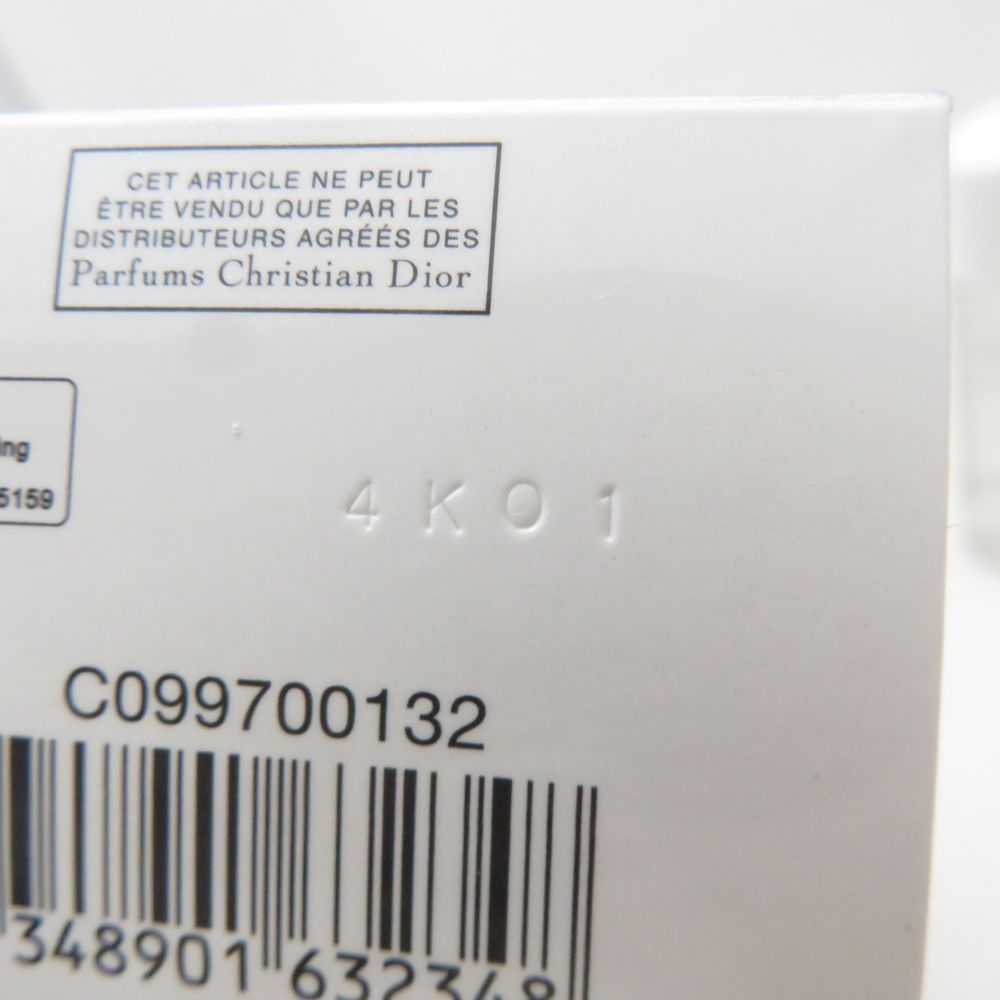 CET ARTICLE NE PEUT
ÊTRE VENDU QUE PAR LES
DISTRIBUTEURS AGRÉÉS DES
Parfums Christian Dior
ing
5159
4K01
C099700132
348901 632348